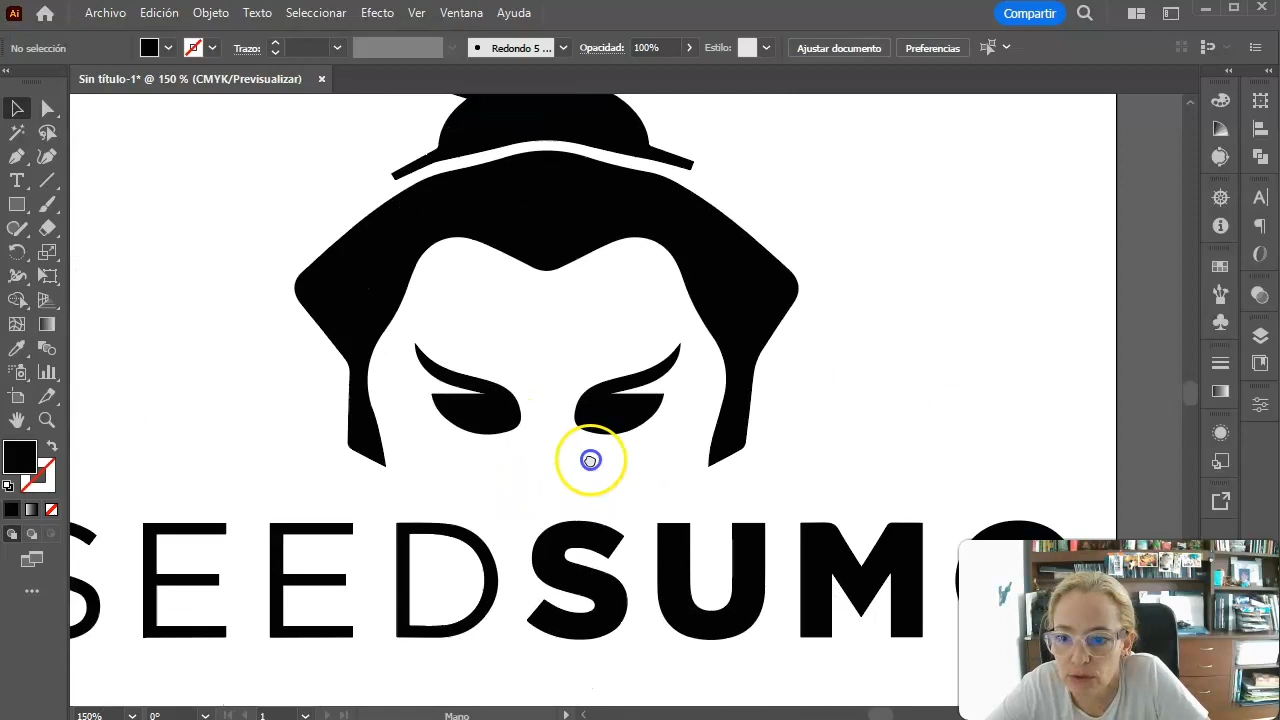 Ai Archivo Edición Objeto Texto Seleccionar Efecto Ver Ventana Ayuda Compartir
No selección Trazo: Redondo 5 ... Opacidad: 100% Estilo: Ajustar documento Preferencias
Sin título-1* @ 150 % (CMYK/Previsualizar)
SEEDSUMO
150% 0° 1 Mano